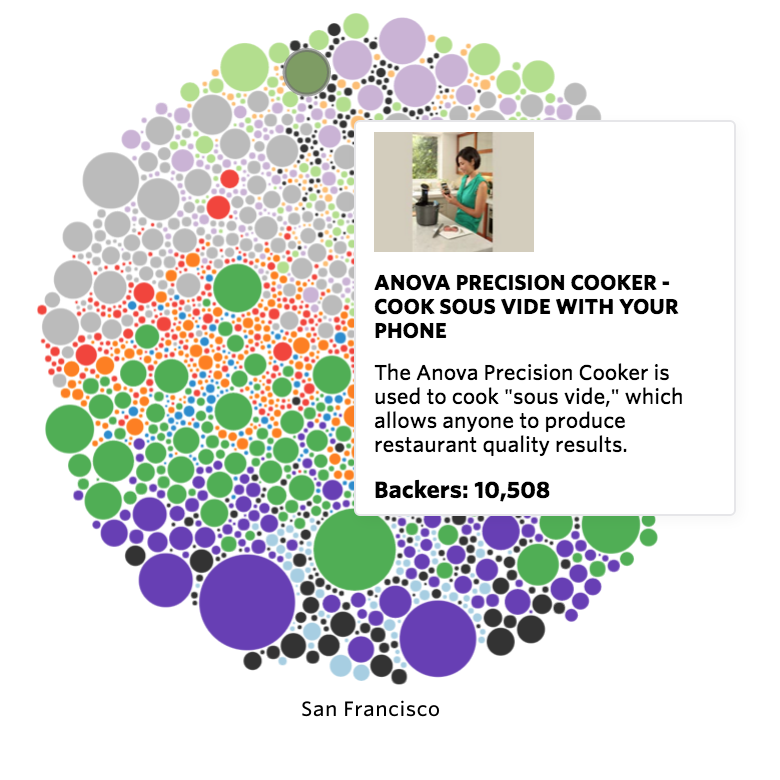 ANOVA PRECISION COOKER -
COOK SOUS VIDE WITH YOUR
PHONE
The Anova Precision Cooker is
used to cook "sous vide," which
allows anyone to produce
restaurant quality results.
Backers: 10,508
San Francisco